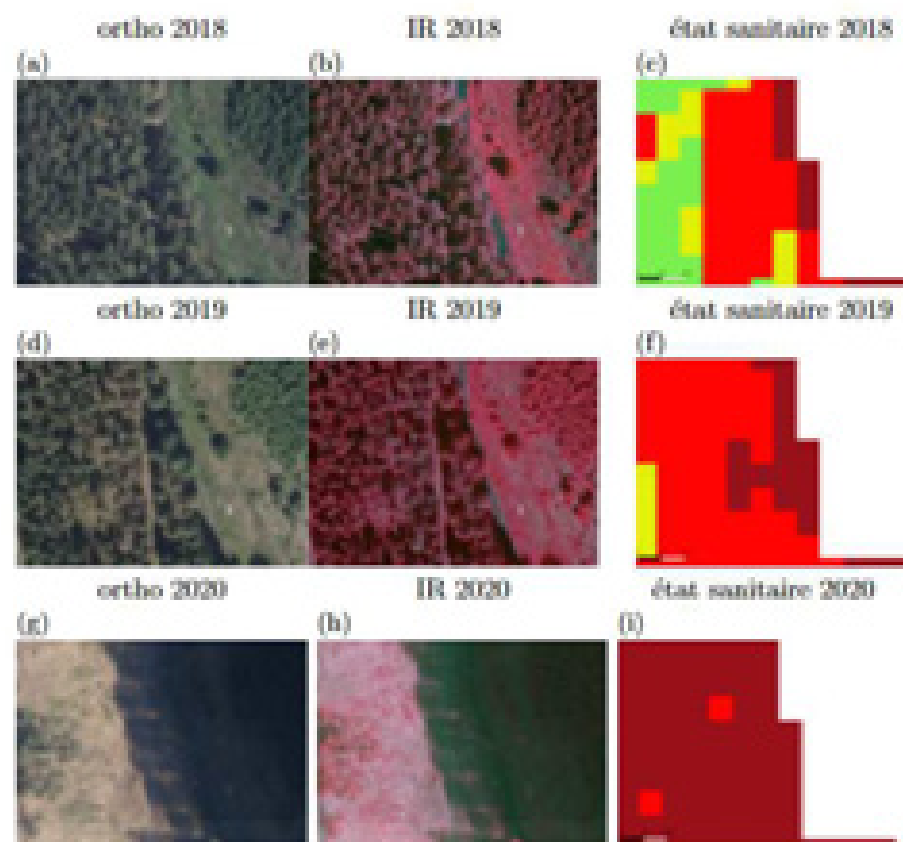 ortho 2018 IR 2018 état sanitaire 2018
(a) (b) (c)
ortho 2019 IR 2019 état sanitaire 2019
(d) (e) (f)
ortho 2020 IR 2020 état sanitaire 2020
(g) (h) (i)